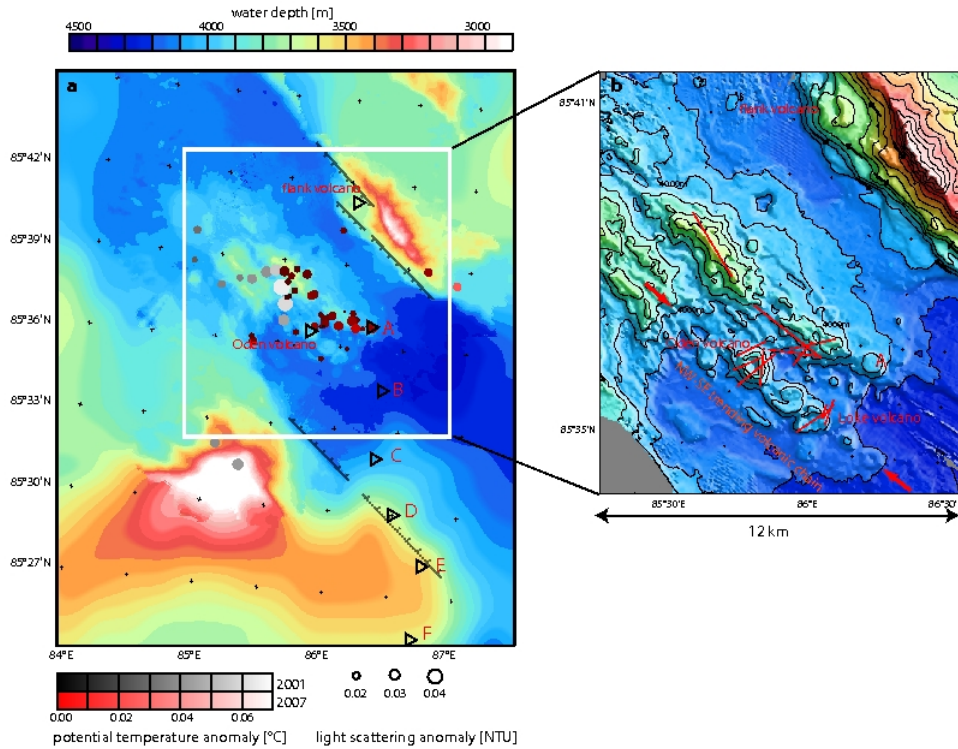 water depth [m]
4500 4000 3500 3000
a
85°42'N
85°39'N
85°36'N
85°33'N
85°30'N
85°27'N
flank volcano
Oden volcano
A
B
C
D
E
F
84°E 85°E 86°E 87°E
b
85°41'N
85°35'N
flank volcano
4000m
4000m
4000m
Oden volcano
A
Loke volcano
NW-SE trending volcanic chain
85°30'E 86°E 86°30'
12 km
2001
2007
0.00 0.02 0.04 0.06
potential temperature anomaly [°C]
0.02 0.03 0.04
light scattering anomaly [NTU]